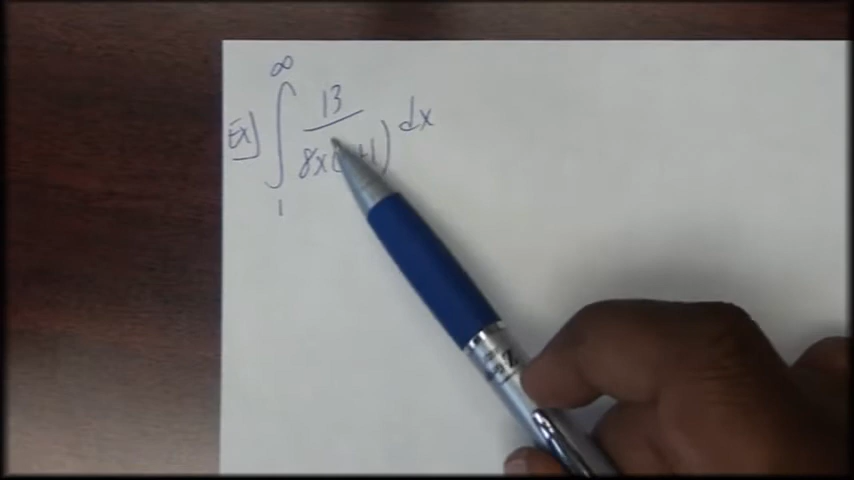 Ex] ∫₁^∞ 13 / 8x( +1) dx